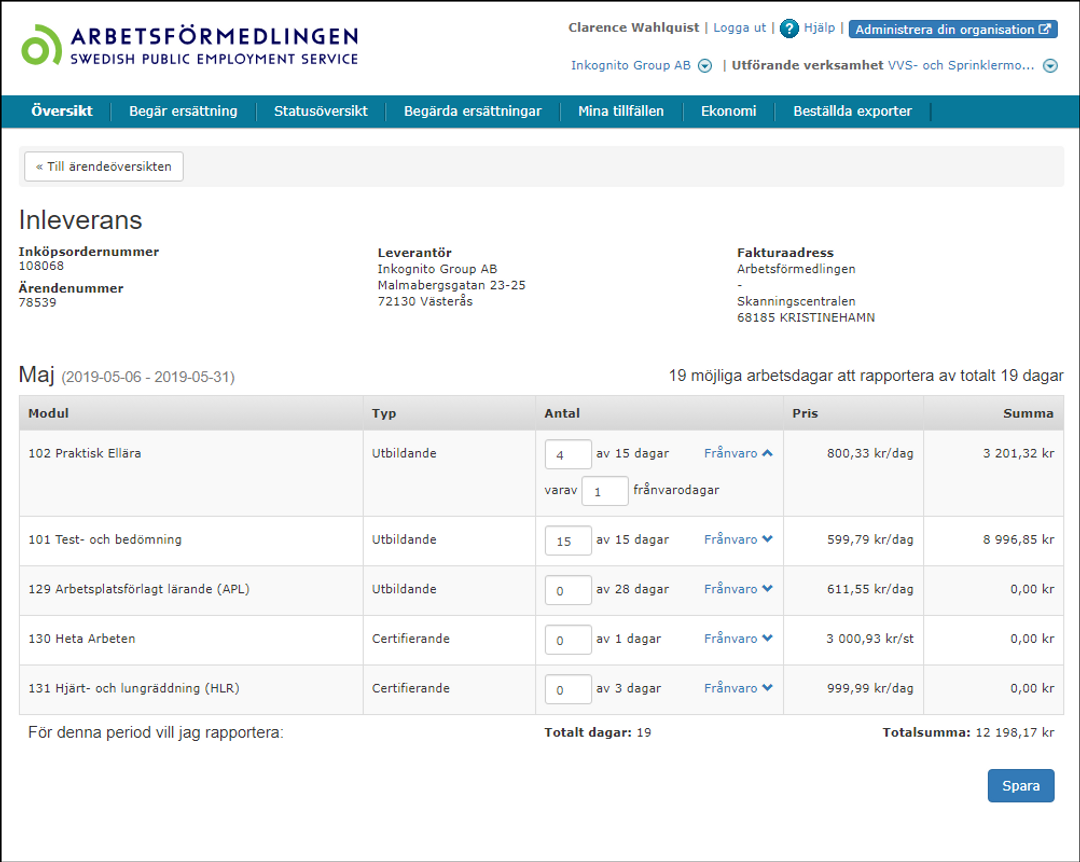 ARBETSFÖRMEDLINGEN
SWEDISH PUBLIC EMPLOYMENT SERVICE
Clarence Wahlquist | Logga ut | ? Hjälp | Administrera din organisation
Inkognito Group AB | Utförande verksamhet VVS- och Sprinklermo...
Översikt Begär ersättning Statusöversikt Begärda ersättningar Mina tillfällen Ekonomi Beställda exporter
« Till ärendeöversikten
Inleverans
Inköpsordernummer
108068
Ärendenummer
78539
Leverantör
Inkognito Group AB
Malmabergsgatan 23-25
72130 Västerås
Fakturaadress
Arbetsförmedlingen
-
Skanningscentralen
68185 KRISTINEHAMN
Maj (2019-05-06 - 2019-05-31) 19 möjliga arbetsdagar att rapportera av totalt 19 dagar
Modul Typ Antal Pris Summa
102 Praktisk Ellära Utbildande 4 av 15 dagar Frånvaro 800,33 kr/dag 3 201,32 kr
varav 1 frånvarodagar
101 Test- och bedömning Utbildande 15 av 15 dagar Frånvaro 599,79 kr/dag 8 996,85 kr
129 Arbetsplatsförlagt lärande (APL) Utbildande 0 av 28 dagar Frånvaro 611,55 kr/dag 0,00 kr
130 Heta Arbeten Certifierande 0 av 1 dagar Frånvaro 3 000,93 kr/st 0,00 kr
131 Hjärt- och lungräddning (HLR) Certifierande 0 av 3 dagar Frånvaro 999,99 kr/dag 0,00 kr
För denna period vill jag rapportera: Totalt dagar: 19 Totalsumma: 12 198,17 kr
Spara